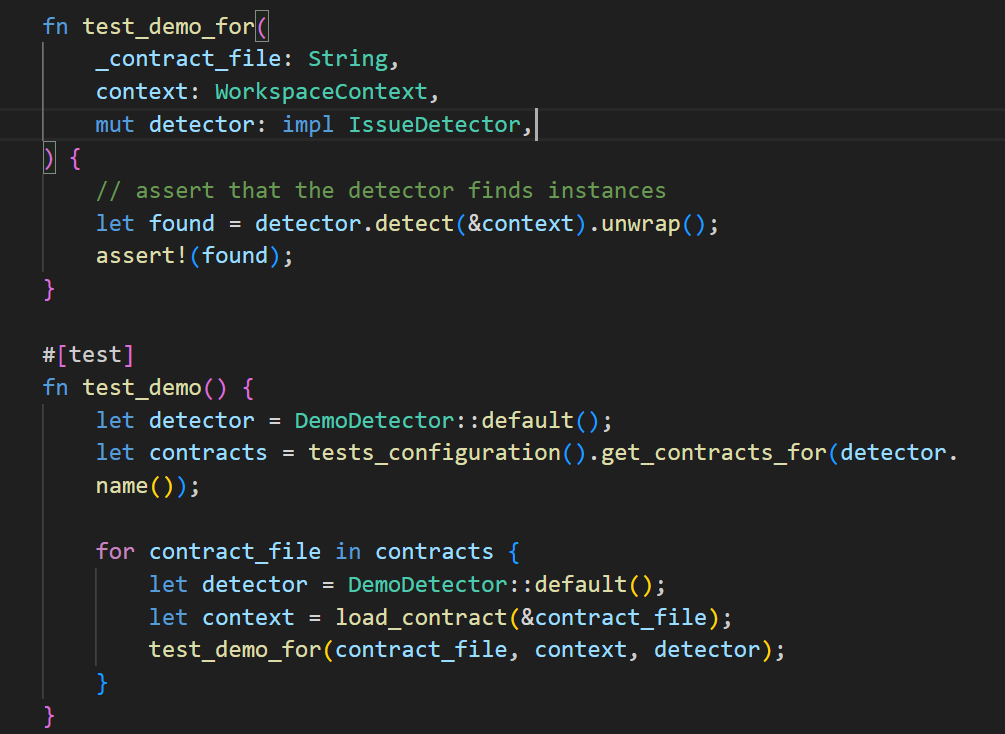 fn test_demo_for(
    _contract_file: String,
    context: WorkspaceContext,
    mut detector: impl IssueDetector,
) {
    // assert that the detector finds instances
    let found = detector.detect(&context).unwrap();
    assert!(found);
}

#[test]
fn test_demo() {
    let detector = DemoDetector::default();
    let contracts = tests_configuration().get_contracts_for(detector.
    name());

    for contract_file in contracts {
        let detector = DemoDetector::default();
        let context = load_contract(&contract_file);
        test_demo_for(contract_file, context, detector);
    }
}